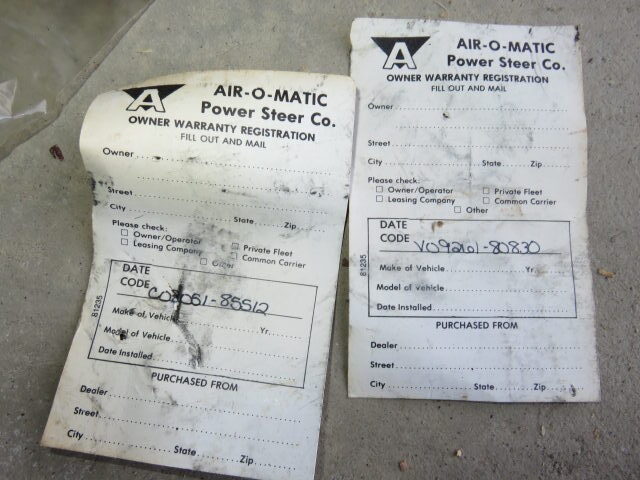 A
AIR-O-MATIC
Power Steer Co.
OWNER WARRANTY REGISTRATION
FILL OUT AND MAIL
Owner
Street
City State Zip
Please check:
Owner/Operator Private Fleet
Leasing Company Common Carrier
Other
DATE
CODE C08051-85512
Make of Vehicle Yr.
Model of Vehicle
Date Installed
81235
PURCHASED FROM
Dealer
Street
City State Zip
A
AIR-O-MATIC
Power Steer Co.
OWNER WARRANTY REGISTRATION
FILL OUT AND MAIL
Owner
Street
City State Zip
Please check:
Owner/Operator Private Fleet
Leasing Company Common Carrier
Other
DATE
CODE V092101-80830
Make of Vehicle Yr.
Model of Vehicle
Date Installed
81235
PURCHASED FROM
Dealer
Street
City State Zip